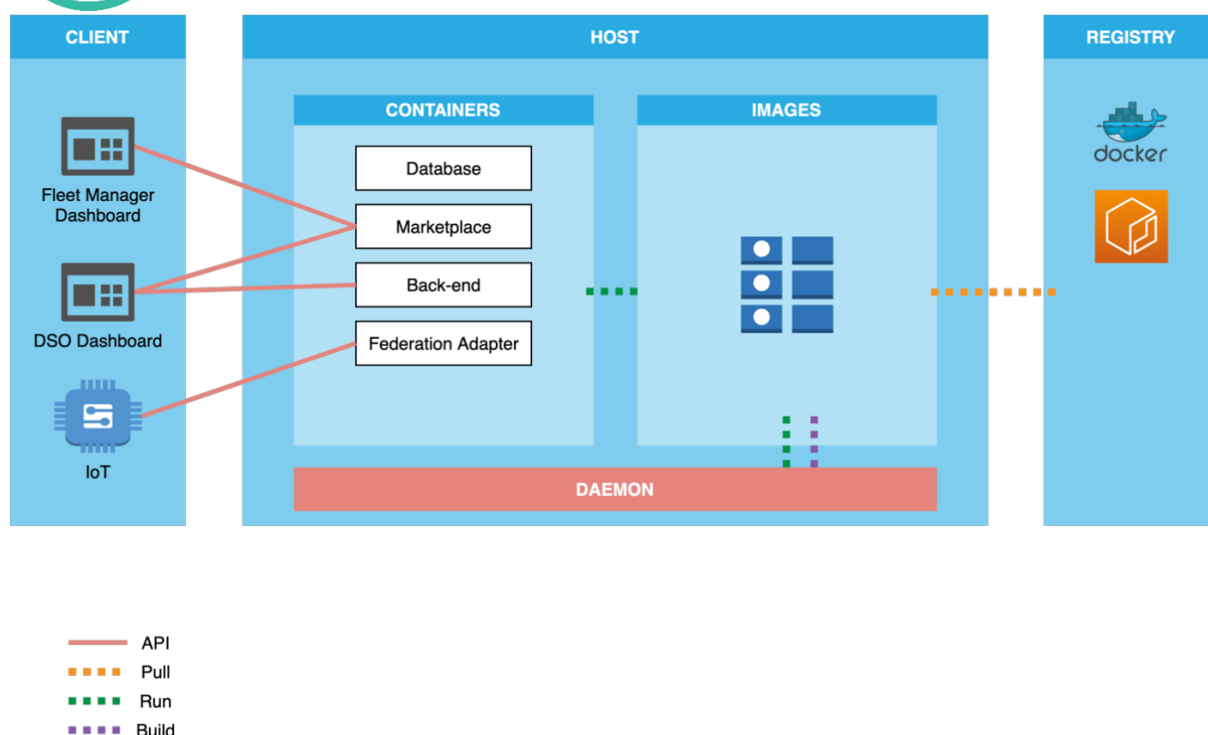 CLIENT
HOST
REGISTRY
CONTAINERS
IMAGES
Fleet Manager
Dashboard
DSO Dashboard
IoT
Database
Marketplace
Back-end
Federation Adapter
docker
DAEMON
API
Pull
Run
Build